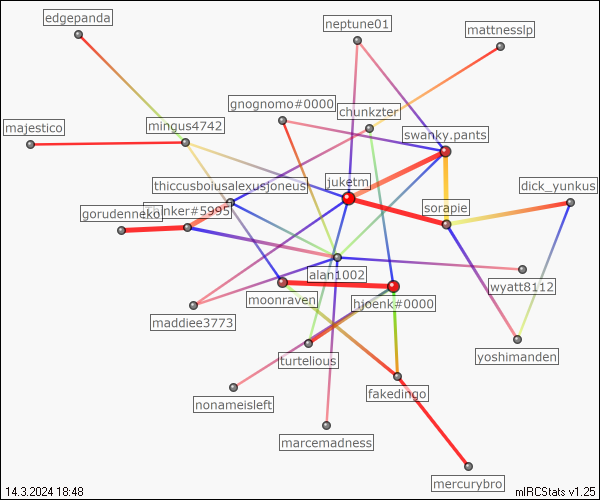 edgepanda
neptune01
mattnesslp
gnognomo#0000
chunkzter
majestico
mingus4742
swanky.pants
juketm
thiccusboiusalexusjoneus
dick_yunkus
gorudenneko
#5995
sorapie
alan1002
wyatt8112
moonraven
hjoenk#0000
maddiee3773
turtelious
yoshimanden
nonameisleft
fakedingo
marcemadness
mercurybro
14.3.2024 18:48
mIRCStats v1.25